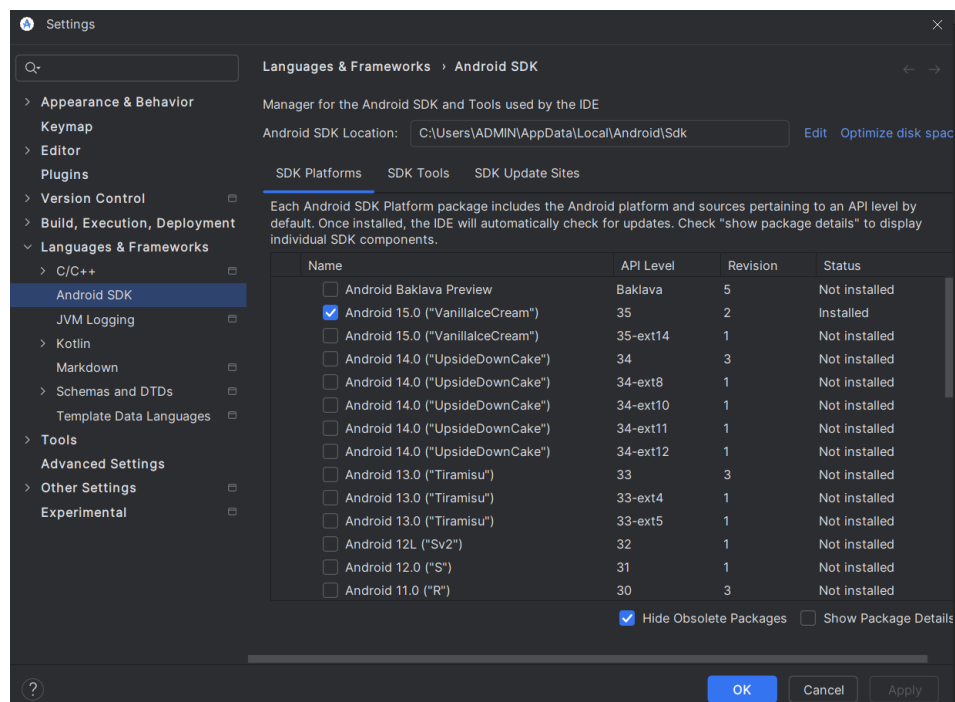 Settings
Languages & Frameworks › Android SDK
Appearance & Behavior
Keymap
Editor
Plugins
Version Control
Build, Execution, Deployment
Languages & Frameworks
C/C++
Android SDK
JVM Logging
Kotlin
Markdown
Schemas and DTDs
Template Data Languages
Tools
Advanced Settings
Other Settings
Experimental
Manager for the Android SDK and Tools used by the IDE
Android SDK Location: C:\Users\ADMIN\AppData\Local\Android\Sdk Edit Optimize disk spac
SDK Platforms SDK Tools SDK Update Sites
Each Android SDK Platform package includes the Android platform and sources pertaining to an API level by
default. Once installed, the IDE will automatically check for updates. Check "show package details" to display
individual SDK components.
Name API Level Revision Status
Android Baklava Preview Baklava 5 Not installed
Android 15.0 ("VanillaIceCream") 35 2 Installed
Android 15.0 ("VanillaIceCream") 35-ext14 1 Not installed
Android 14.0 ("UpsideDownCake") 34 3 Not installed
Android 14.0 ("UpsideDownCake") 34-ext8 1 Not installed
Android 14.0 ("UpsideDownCake") 34-ext10 1 Not installed
Android 14.0 ("UpsideDownCake") 34-ext11 1 Not installed
Android 14.0 ("UpsideDownCake") 34-ext12 1 Not installed
Android 13.0 ("Tiramisu") 33 3 Not installed
Android 13.0 ("Tiramisu") 33-ext4 1 Not installed
Android 13.0 ("Tiramisu") 33-ext5 1 Not installed
Android 12L ("Sv2") 32 1 Not installed
Android 12.0 ("S") 31 1 Not installed
Android 11.0 ("R") 30 3 Not installed
Hide Obsolete Packages Show Package Details
? OK Cancel Apply